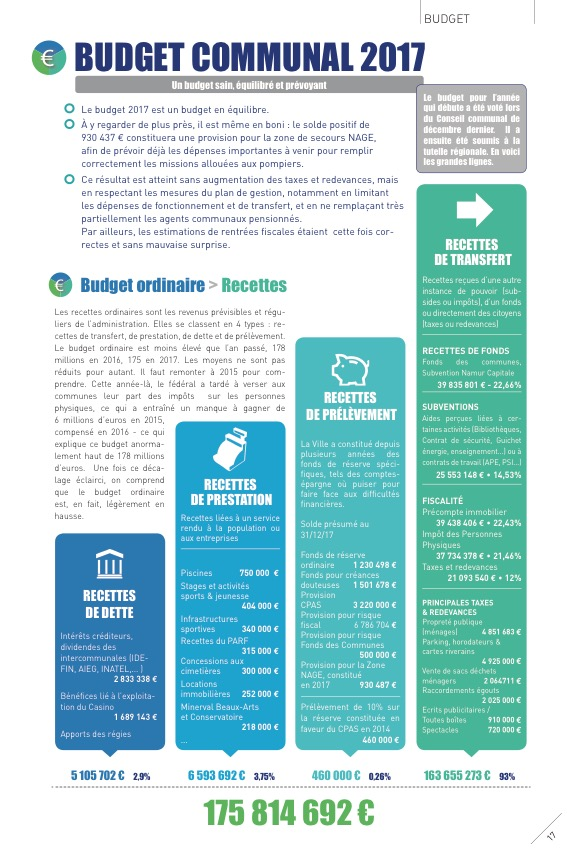 BUDGET
€ BUDGET COMMUNAL 2017
Un budget sain, équilibré et prévoyant
Le budget pour l'année
qui débute a été voté lors
du Conseil communal de
décembre dernier. Il a
ensuite été soumis à la
tutelle régionale. En voici
les grandes lignes.
Le budget 2017 est un budget en équilibre.
À y regarder de plus près, il est même en boni : le solde positif de
930 437 € constituera une provision pour la zone de secours NAGE,
afin de prévoir déjà les dépenses importantes à venir pour remplir
correctement les missions allouées aux pompiers.
Ce résultat est atteint sans augmentation des taxes et redevances, mais
en respectant les mesures du plan de gestion, notamment en limitant
les dépenses de fonctionnement et de transfert, et en ne remplaçant très
partiellement les agents communaux pensionnés.
Par ailleurs, les estimations de rentrées fiscales étaient cette fois cor-
rectes et sans mauvaise surprise.
€ Budget ordinaire > Recettes
Les recettes ordinaires sont les revenus prévisibles et régu-
liers de l'administration. Elles se classent en 4 types : re-
cettes de transfert, de prestation, de dette et de prélèvement.
Le budget ordinaire est moins élevé que l'an passé, 178
millions en 2016, 175 en 2017. Les moyens ne sont pas
réduits pour autant. Il faut remonter à 2015 pour com-
prendre. Cette année-là, le fédéral a tardé à verser aux
communes leur part des impôts sur les personnes
physiques, ce qui a entraîné un manque à gagner de
6 millions d'euros en 2015,
compensé en 2016 - ce qui
explique ce budget anorma-
lement haut de 178 millions
d'euros. Une fois ce déca-
lage éclairci, on comprend
que le budget ordinaire
est, en fait, légèrement en
hausse.
RECETTES
DE DETTE
Intérêts créditeurs,
dividendes des
intercommunales (IDE-
FIN, AIEG, INATEL,... )
2 833 338 €
Bénéfices lié à l'exploita-
tion du Casino
1 689 143 €
Apports des régies
5 105 702 € 2,9%
RECETTES
DE PRESTATION
Recettes liées à un service
rendu à la population ou
aux entreprises
Piscines 750 000 €
Stages et activités
sports & jeunesse
404 000 €
Infrastructures
sportives 340 000 €
Recettes du PARF
315 000 €
Concessions aux
cimetières 300 000 €
Locations
immobilières 252 000 €
Minerval Beaux-Arts
et Conservatoire
218 000 €
...
6 593 692 € 3,75%
RECETTES
DE PRÉLÈVEMENT
La Ville a constitué depuis
plusieurs années des
fonds de réserve spéci-
fiques, tels des comptes-
épargne où puiser pour
faire face aux difficultés
financières.
Solde présumé au
31/12/17
Fonds de réserve
ordinaire 1 230 498 €
Fonds pour créances
douteuses 1 501 678 €
Provision
CPAS 3 220 000 €
Provision pour risque
fiscal 6 786 704 €
Provision pour risque
Fonds des Communes
500 000 €
Provision pour la Zone
NAGE, constitué
en 2017 930 487 €
Prélèvement de 10% sur
la réserve constituée en
faveur du CPAS en 2014
460 000 €
460 000 € 0,26%
RECETTES
DE TRANSFERT
Recettes reçues d'une autre
instance de pouvoir (sub-
sides ou impôts), d'un fonds
ou directement des citoyens
(taxes ou redevances)
RECETTES DE FONDS
Fonds des communes,
Subvention Namur Capitale
39 835 801 € - 22,66%
SUBVENTIONS
Aides perçues liées à cer-
taines activités (Bibliothèques,
Contrat de sécurité, Guichet
énergie, enseignement...) ou à
contrats de travail (APE, PSI...)
25 553 148 € • 14,53%
FISCALITÉ
Précompte immobilier
39 438 406 € • 22,43%
Impôt des Personnes
Physiques
37 734 378 € • 21,46%
Taxes et redevances
21 093 540 € • 12%
PRINCIPALES TAXES
& REDEVANCES
Propreté publique
(ménages) 4 851 683 €
Parking, horodateurs &
cartes riverains
4 925 000 €
Vente de sacs déchets
ménagers 2 064711 €
Raccordements égouts
2 025 000 €
Ecrits publicitaires /
Toutes boîtes 910 000 €
Spectacles 720 000 €
163 655 273 € 93%
175 814 692 €
17